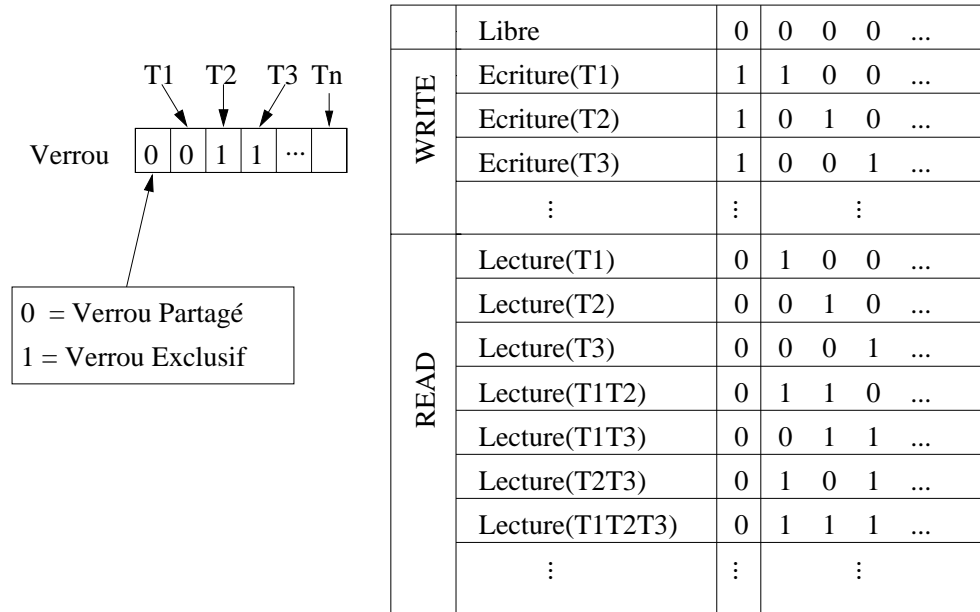 T1 T2 T3 Tn
Verrou 0 0 1 1 ...
0 = Verrou Partagé
1 = Verrou Exclusif
Libre 0 0 0 0 ...
WRITE
Ecriture(T1) 1 1 0 0 ...
Ecriture(T2) 1 0 1 0 ...
Ecriture(T3) 1 0 0 1 ...
⋮ ⋮ ⋮
READ
Lecture(T1) 0 1 0 0 ...
Lecture(T2) 0 0 1 0 ...
Lecture(T3) 0 0 0 1 ...
Lecture(T1T2) 0 1 1 0 ...
Lecture(T1T3) 0 0 1 1 ...
Lecture(T2T3) 0 1 0 1 ...
Lecture(T1T2T3) 0 1 1 1 ...
⋮ ⋮ ⋮